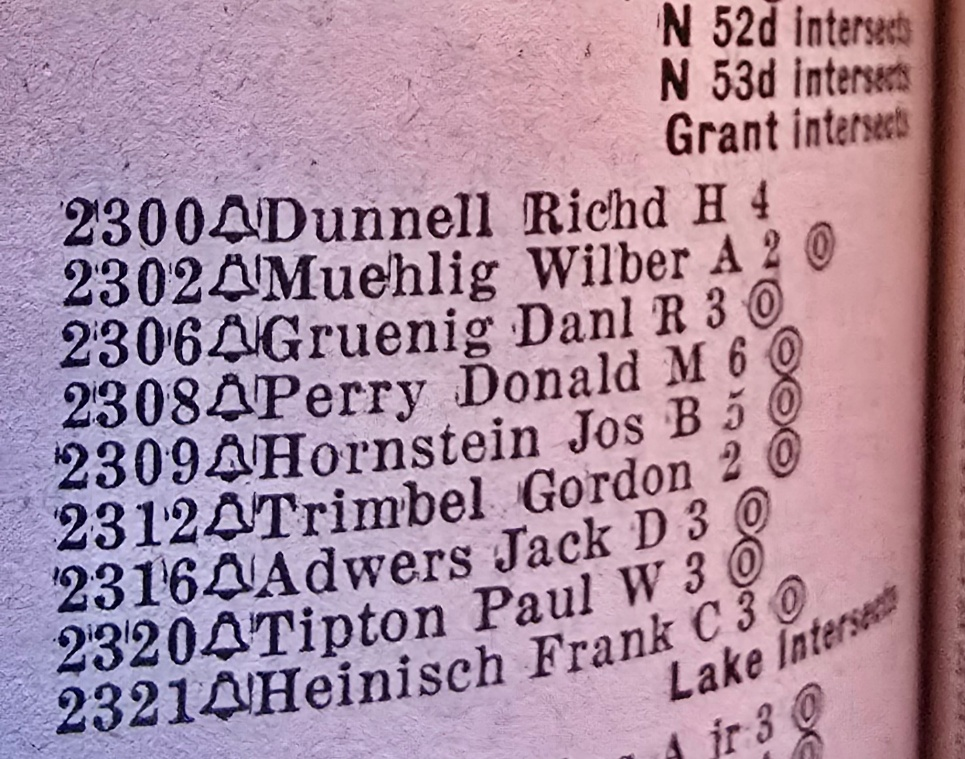 N 52d intersects
N 53d intersects
Grant intersects
2300🔔Dunnell Richd H 4
2302🔔Muehlig Wilber A 2 ⓞ
2306🔔Gruenig Danl R 3 ⓞ
2308🔔Perry Donald M 6 ⓞ
2309🔔Hornstein Jos B 5 ⓞ
2312🔔Trimbel Gordon 2 ⓞ
2316🔔Adwers Jack D 3 ⓞ
2320🔔Tipton Paul W 3 ⓞ
2321🔔Heinisch Frank C 3 ⓞ
Lake Intersects
A jr 3 ⓞ